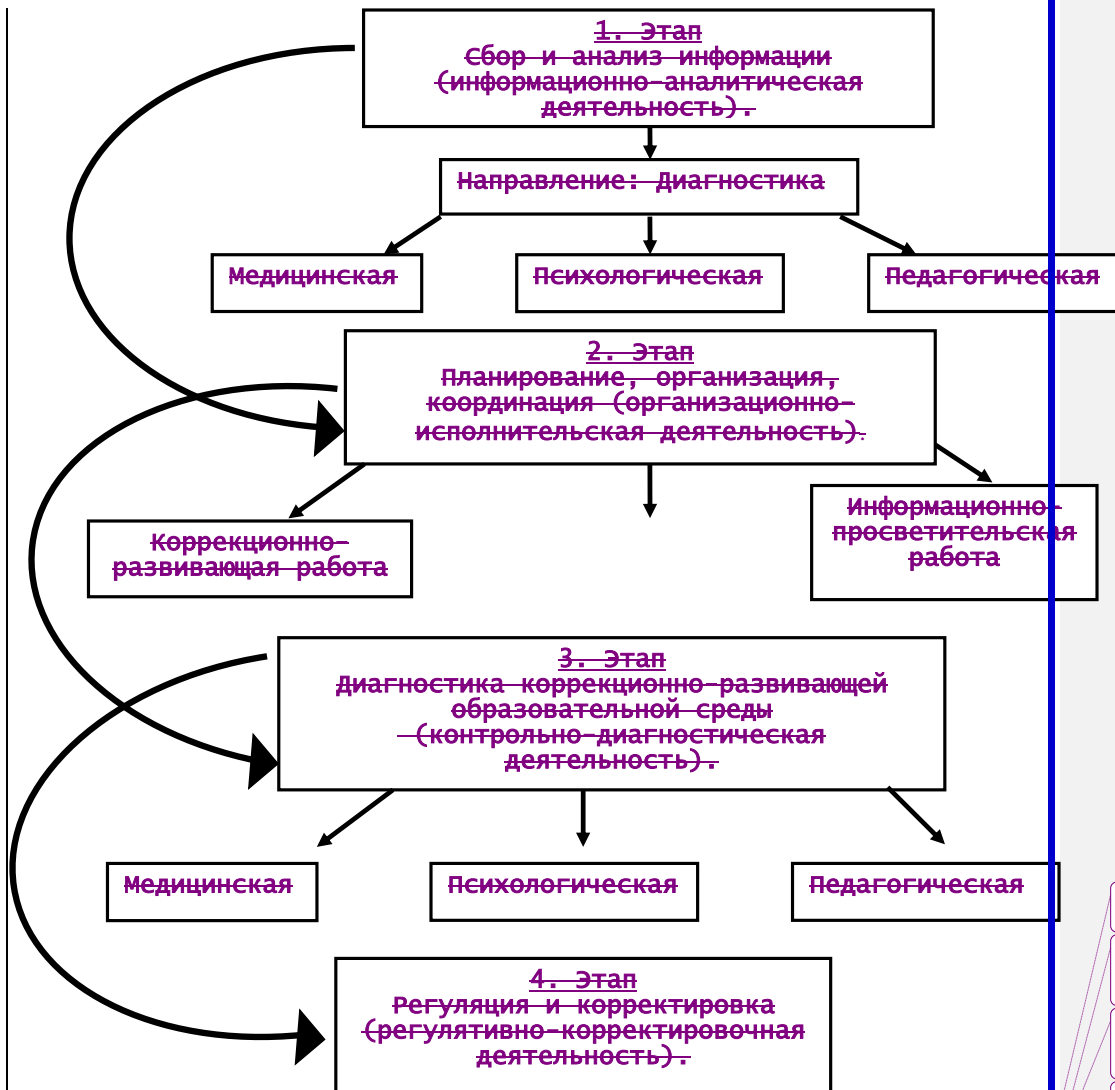 1. Этап
Сбор и анализ информации
(информационно-аналитическая
деятельность).
Направление: Диагностика
Медицинская
Психологическая
Педагогическая
2. Этап
Планирование, организация,
координация (организационно-
исполнительская деятельность).
Информационно-
просветительская
работа
Коррекционно-
развивающая работа
3. Этап
Диагностика коррекционно-развивающей
образовательной среды
(контрольно-диагностическая
деятельность).
Медицинская
Психологическая
Педагогическая
4. Этап
Регуляция и корректировка
(регулятивно-корректировочная
деятельность).